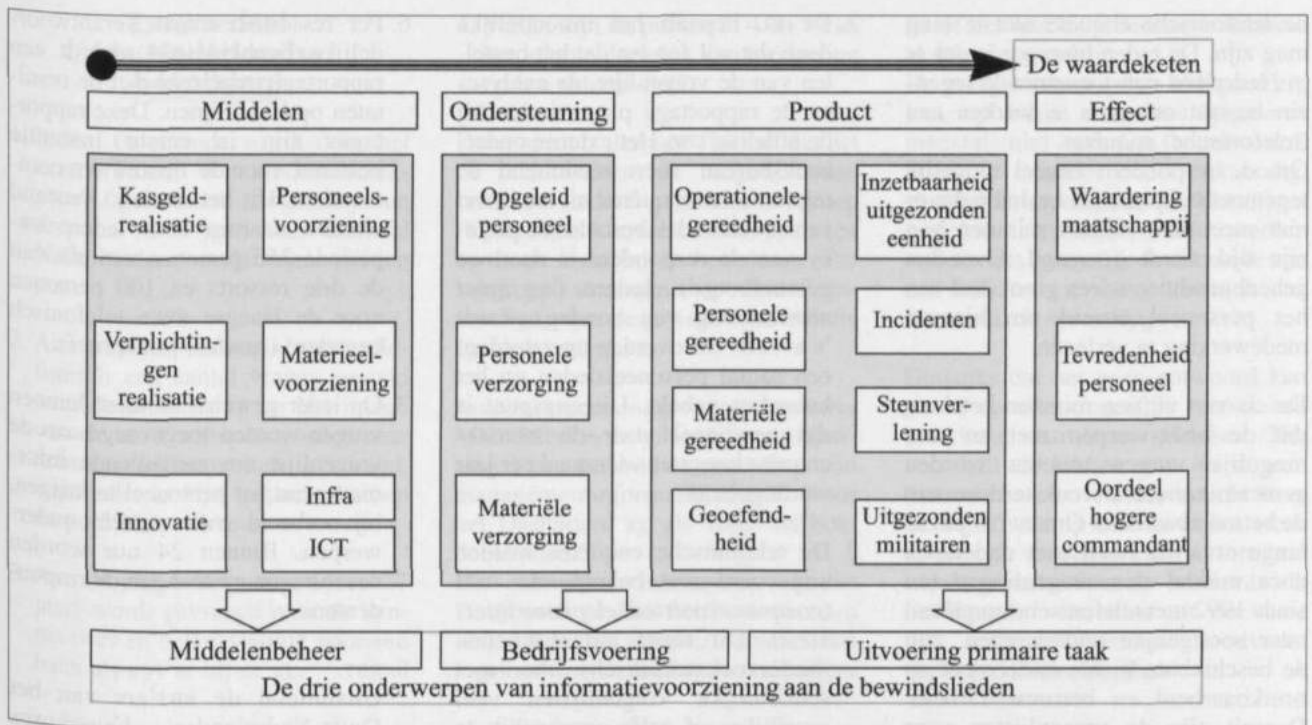 De waardeketen
Middelen
Ondersteuning
Product
Effect
Kasgeld
realisatie
Personeels-
voorziening
Verplichtin-
gen
realisatie
Materieel-
voorziening
Innovatie
Infra
ICT
Opgeleid
personeel
Personele
verzorging
Materiële
verzorging
Operationele-
gereedheid
Personele
gereedheid
Materiële
gereedheid
Geoefend-
heid
Inzetbaarheid
uitgezonden
eenheid
Incidenten
Steunver-
lening
Uitgezonden
militairen
Waardering
maatschappij
Tevredenheid
personeel
Oordeel
hogere
commandant
Middelenbeheer
Bedrijfsvoering
Uitvoering primaire taak
De drie onderwerpen van informatievoorziening aan de bewindslieden